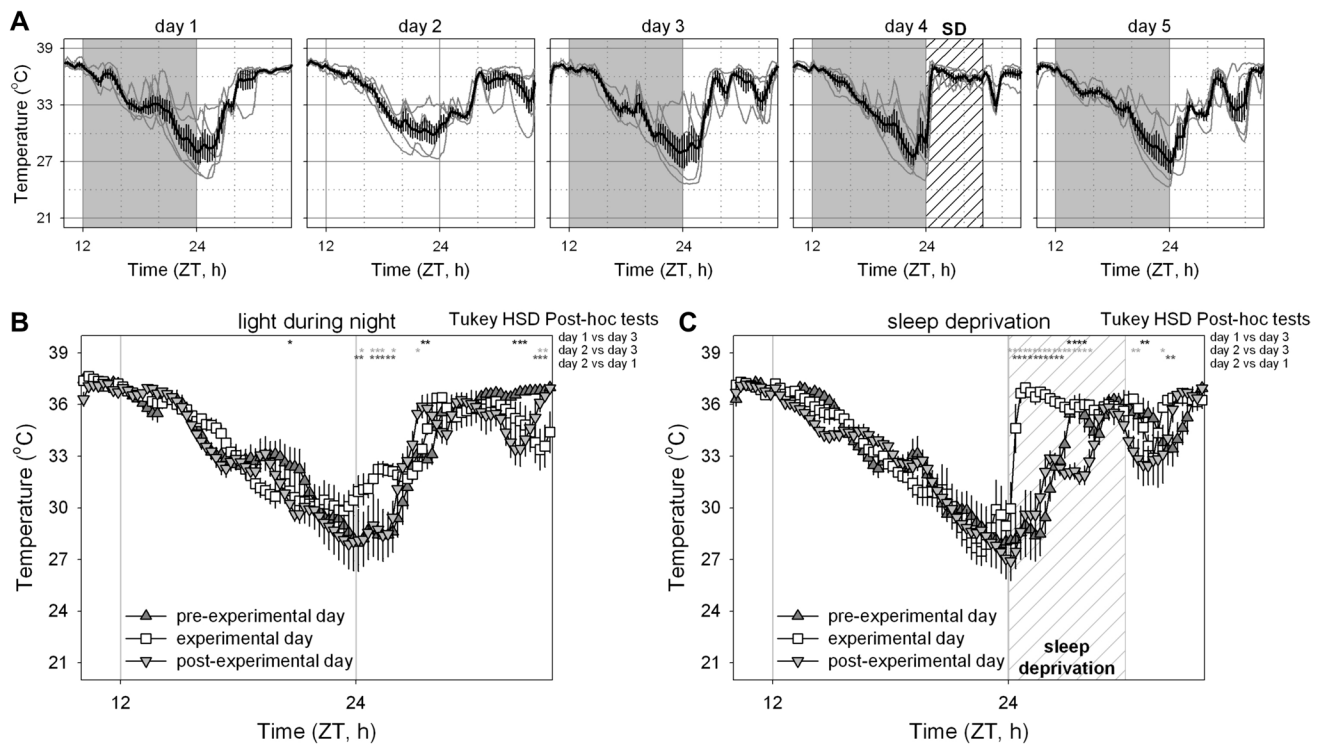 A
day 1
day 2
day 3
day 4 SD
day 5
Temperature (°C)
39
33
27
21
12 24
12 24
12 24
12 24
12 24
Time (ZT, h)
Time (ZT, h)
Time (ZT, h)
Time (ZT, h)
Time (ZT, h)
B
light during night
Tukey HSD Post-hoc tests
day 1 vs day 3
day 2 vs day 3
day 2 vs day 1
Temperature (°C)
39
36
33
30
27
24
21
pre-experimental day
experimental day
post-experimental day
12 24
Time (ZT, h)
C
sleep deprivation
Tukey HSD Post-hoc tests
day 1 vs day 3
day 2 vs day 3
day 2 vs day 1
Temperature (°C)
39
36
33
30
27
24
21
pre-experimental day
experimental day
post-experimental day
sleep
deprivation
12 24
Time (ZT, h)